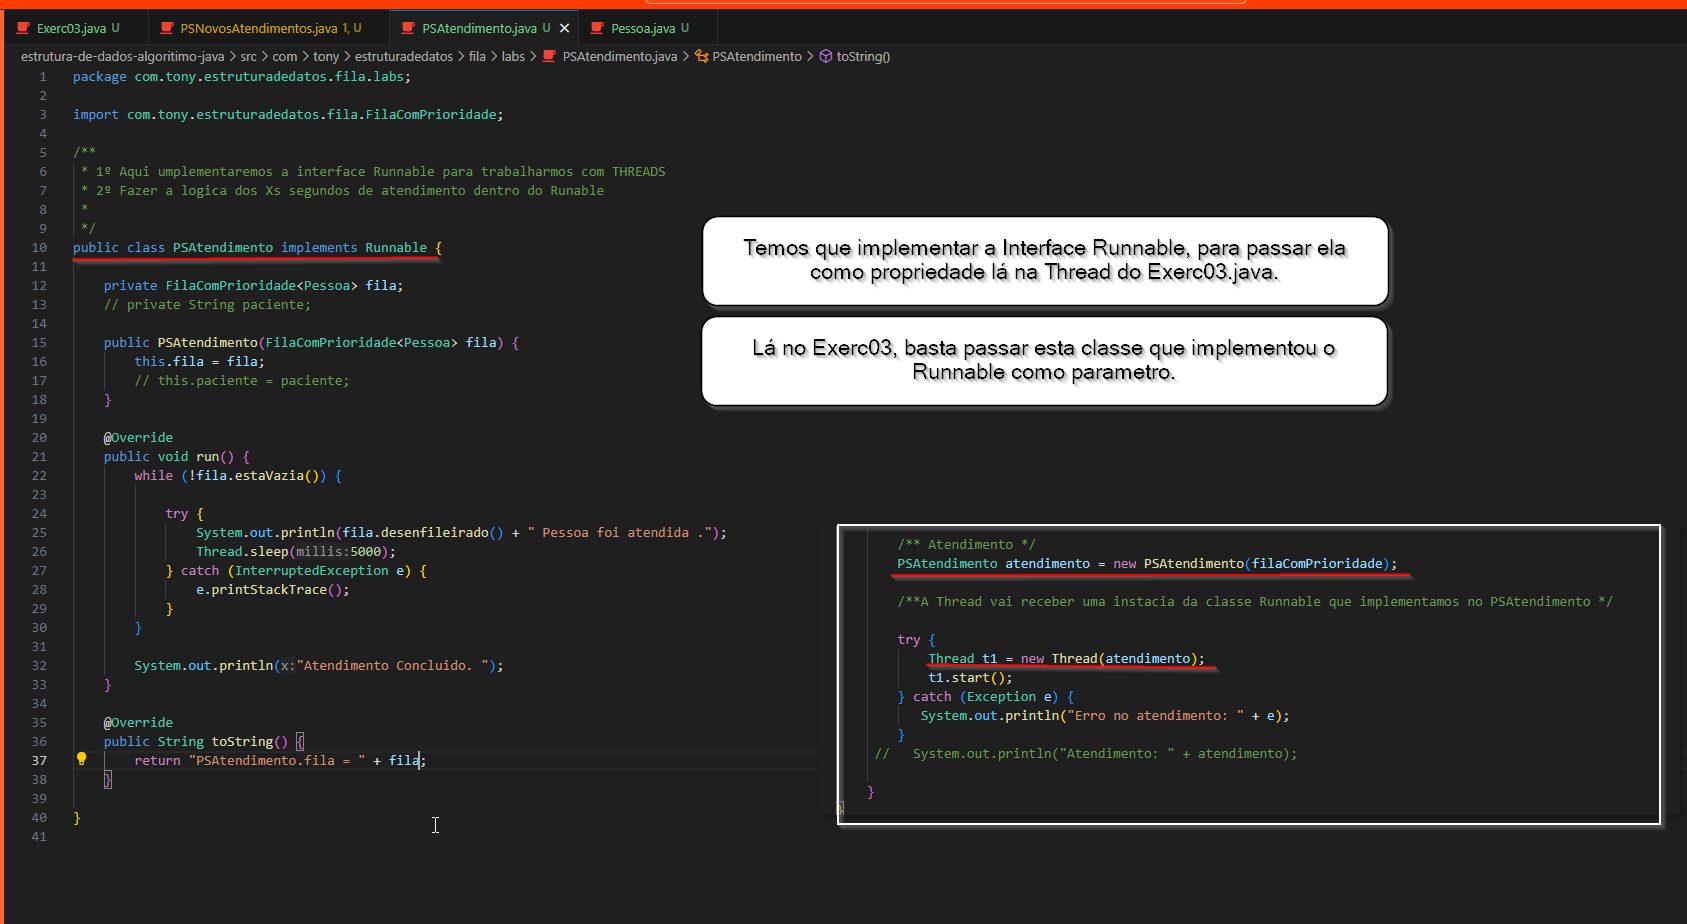 Exerc03.java U
PSNovosAtendimentos.java 1, U
PSAtendimento.java U
Pessoa.java U
estrutura-de-dados-algoritimo-java > src > com > tony > estruturadedatos > fila > labs > PSAtendimento.java > PSAtendimento > toString()
1 package com.tony.estruturadedatos.fila.labs;
2
3 import com.tony.estruturadedatos.fila.FilaComPrioridade;
4
5 /**
6 * 1º Aqui umplementaremos a interface Runnable para trabalharmos com THREADS
7 * 2º Fazer a logica dos Xs segundos de atendimento dentro do Runable
8 *
9 */
10 public class PSAtendimento implements Runnable {
11
12 private FilaComPrioridade<Pessoa> fila;
13 // private String paciente;
14
15 public PSAtendimento(FilaComPrioridade<Pessoa> fila) {
16 this.fila = fila;
17 // this.paciente = paciente;
18 }
19
20 @Override
21 public void run() {
22 while (!fila.estaVazia()) {
23
24 try {
25 System.out.println(fila.desenfileirado() + " Pessoa foi atendida .");
26 Thread.sleep(millis:5000);
27 } catch (InterruptedException e) {
28 e.printStackTrace();
29 }
30 }
31
32 System.out.println(x:"Atendimento Concluido. ");
33 }
34
35 @Override
36 public String toString() {
37 return "PSAtendimento.fila = " + fila;
38 }
39
40 }
41
Temos que implementar a Interface Runnable, para passar ela
como propriedade lá na Thread do Exerc03.java.
Lá no Exerc03, basta passar esta classe que implementou o
Runnable como parametro.
/** Atendimento */
PSAtendimento atendimento = new PSAtendimento(filaComPrioridade);
/**A Thread vai receber uma instacia da classe Runnable que implementamos no PSAtendimento */
try {
Thread t1 = new Thread(atendimento);
t1.start();
} catch (Exception e) {
System.out.println("Erro no atendimento: " + e);
}
// System.out.println("Atendimento: " + atendimento);
}
}